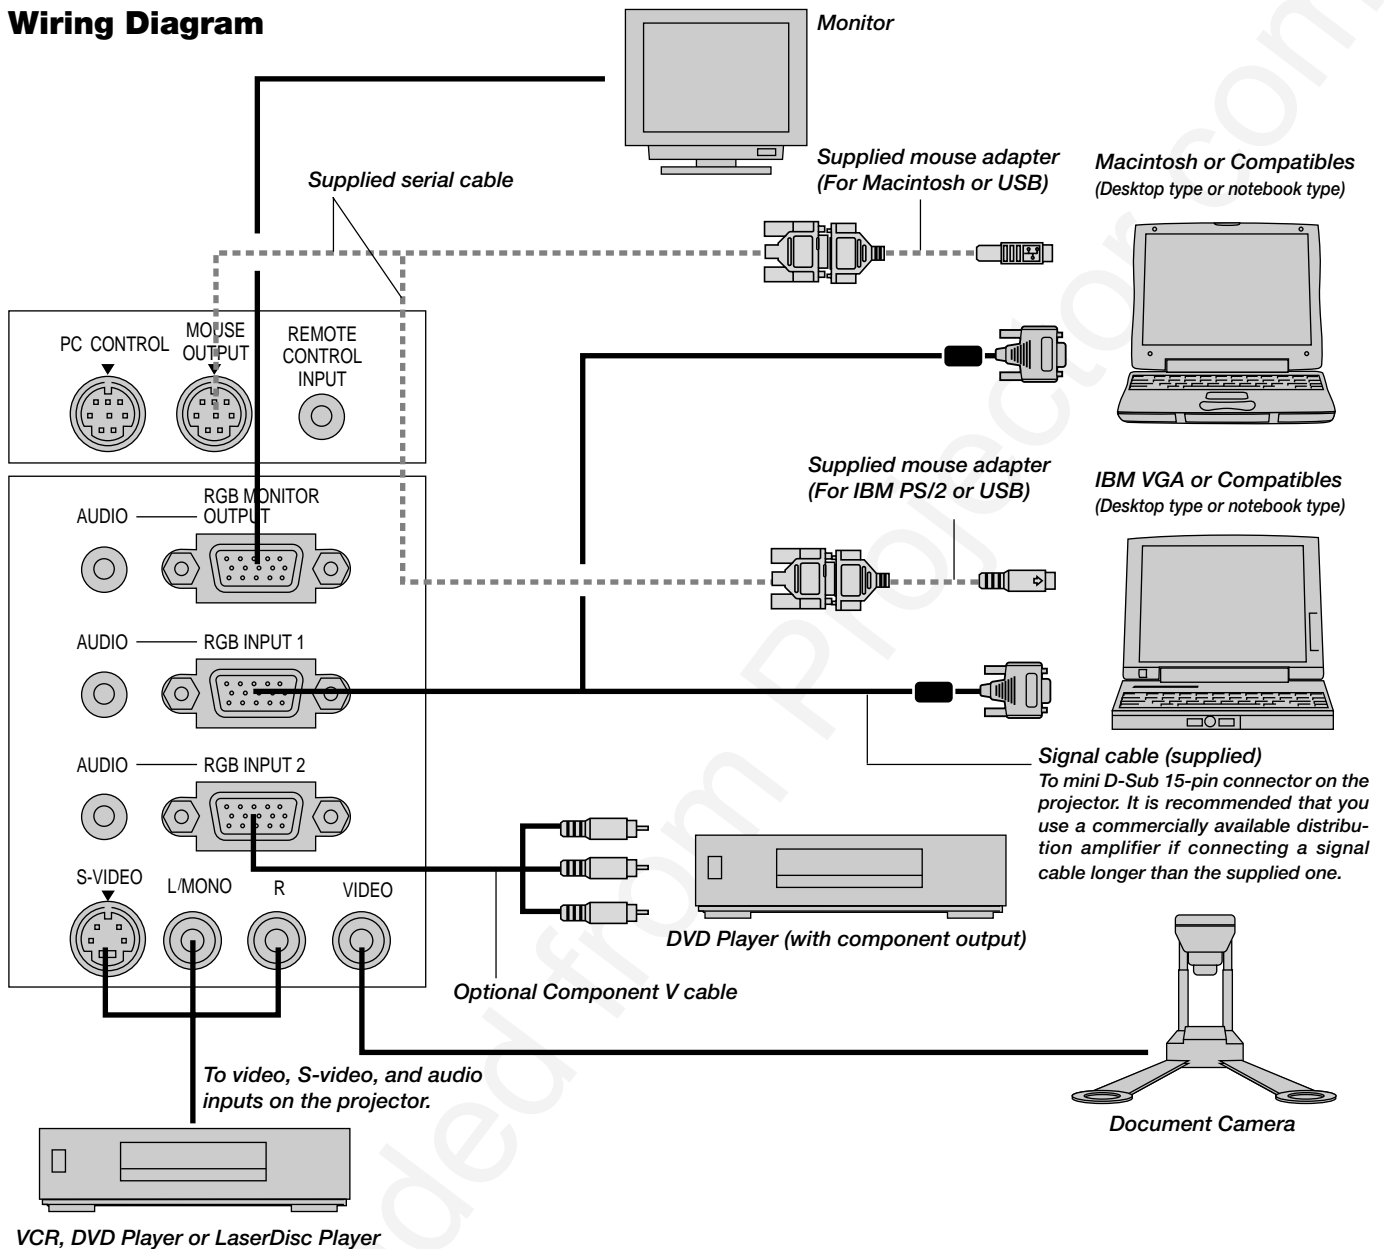 Wiring Diagram
Monitor
Supplied serial cable
Supplied mouse adapter
(For Macintosh or USB)
Macintosh or Compatibles
(Desktop type or notebook type)
PC CONTROL
MOUSE
OUTPUT
REMOTE
CONTROL
INPUT
Supplied mouse adapter
(For IBM PS/2 or USB)
IBM VGA or Compatibles
(Desktop type or notebook type)
AUDIO
RGB MONITOR
OUTPUT
AUDIO
RGB INPUT 1
AUDIO
RGB INPUT 2
Signal cable (supplied)
To mini D-Sub 15-pin connector on the
projector. It is recommended that you
use a commercially available distribu-
tion amplifier if connecting a signal
cable longer than the supplied one.
S-VIDEO
L/MONO
R
VIDEO
DVD Player (with component output)
Optional Component V cable
To video, S-video, and audio
inputs on the projector.
Document Camera
VCR, DVD Player or LaserDisc Player
ded from Projector.com